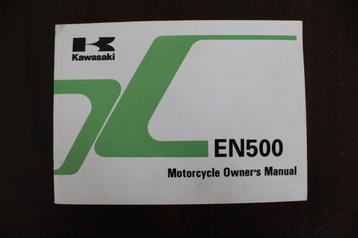 Kawasaki
EN500
Motorcycle Owner's Manual